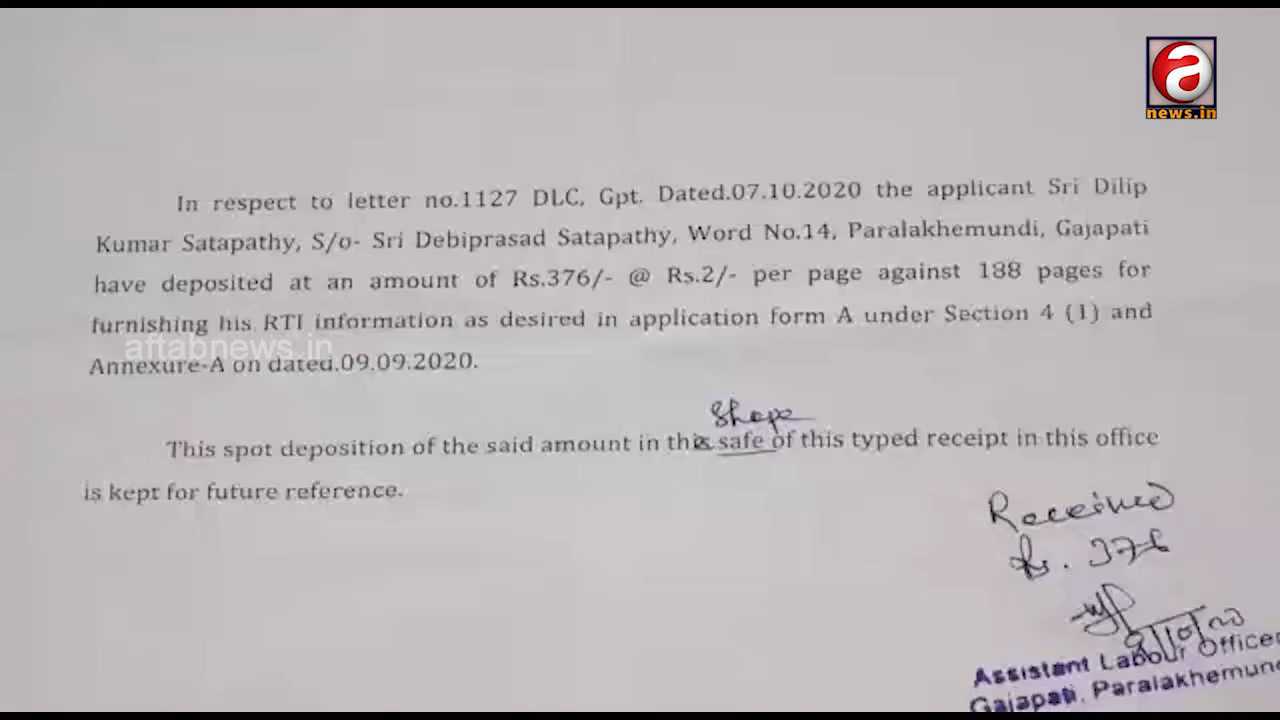 a
news.in
In respect to letter no.1127 DLC, Gpt. Dated.07.10.2020 the applicant Sri Dilip
Kumar Satapathy, S/o- Sri Debiprasad Satapathy, Word No.14, Paralakhemundi, Gajapati
have deposited at an amount of Rs.376/- @ Rs.2/- per page against 188 pages for
furnishing his RTI information as desired in application form A under Section 4 (1) and
aftabnews.in
Annexure-A on dated.09.09.2020.
Shape
This spot deposition of the said amount in the safe of this typed receipt in this office
is kept for future reference.
Received
Rs. 376
9/10/20
Assistant Labour Officer
Gajapati, Paralakhemund